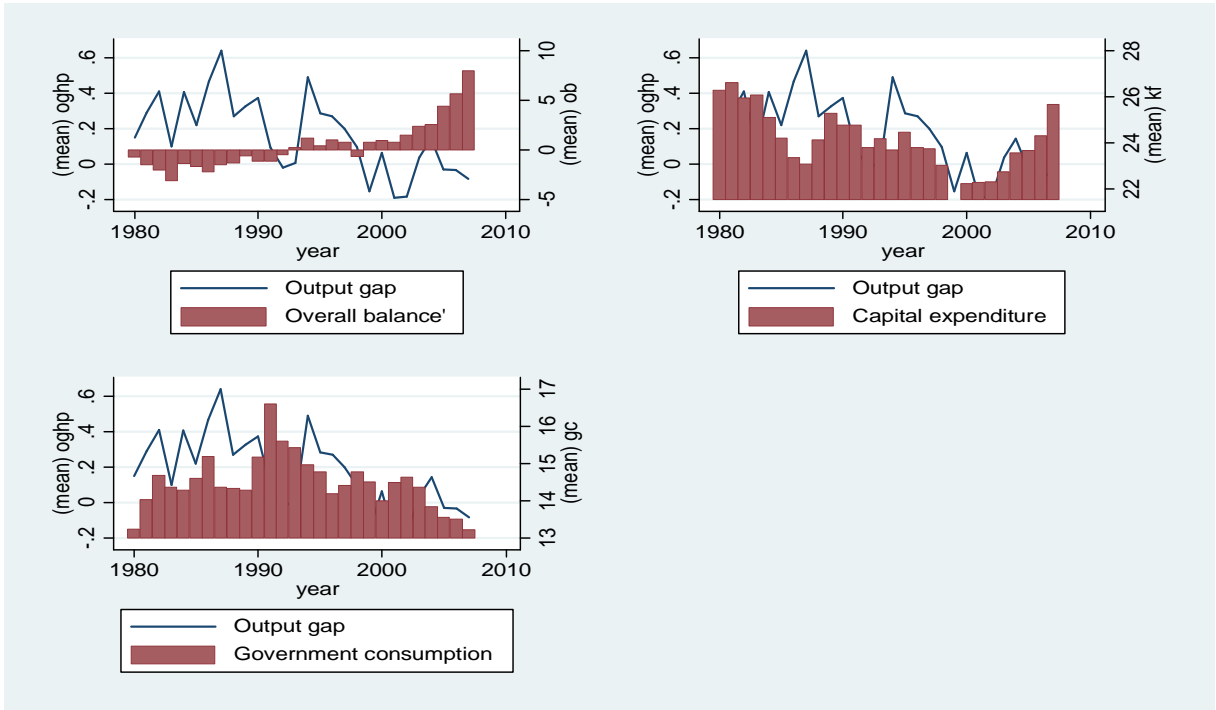 (mean) oghp
-.2 0 .2 .4 .6
-5 0 5 10
(mean) ob
1980 1990 2000 2010
year
Output gap
Overall balance'
(mean) oghp
-.2 0 .2 .4 .6
22 24 26 28
(mean) kf
1980 1990 2000 2010
year
Output gap
Capital expenditure
(mean) oghp
-.2 0 .2 .4 .6
13 14 15 16 17
(mean) gc
1980 1990 2000 2010
year
Output gap
Government consumption